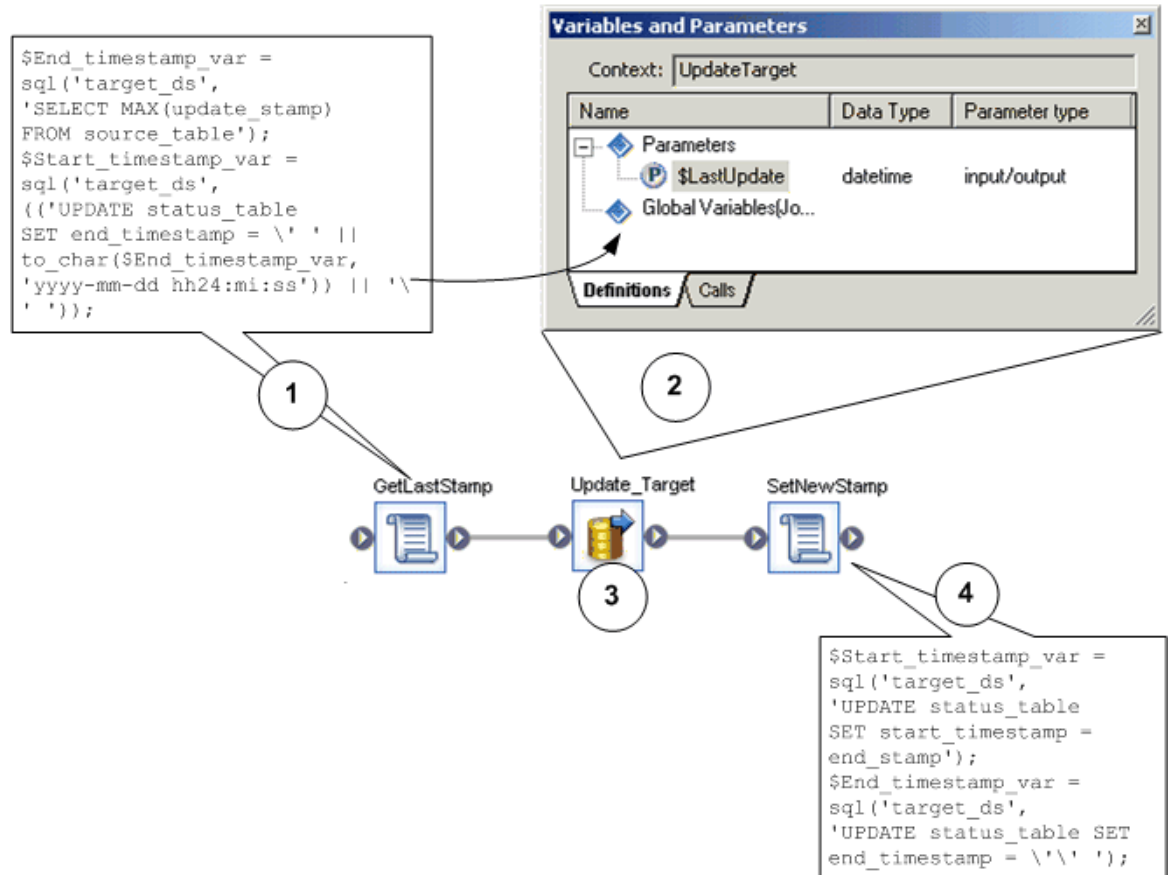 $End_timestamp_var =
sql('target_ds',
'SELECT MAX(update_stamp)
FROM source_table');
$Start_timestamp_var =
sql('target_ds',
(('UPDATE status_table
SET end_timestamp = \' ' ||
to_char($End_timestamp_var,
'yyyy-mm-dd hh24:mi:ss')) || '\
' '));
Variables and Parameters
Context: UpdateTarget
Name Data Type Parameter type
Parameters
P $LastUpdate datetime input/output
Global Variables(Jo...
Definitions Calls
1
2
GetLastStamp Update_Target SetNewStamp
3
4
$Start_timestamp_var =
sql('target_ds',
'UPDATE status_table
SET start_timestamp =
end_stamp');
$End_timestamp_var =
sql('target_ds',
'UPDATE status_table SET
end_timestamp = \'\' ');